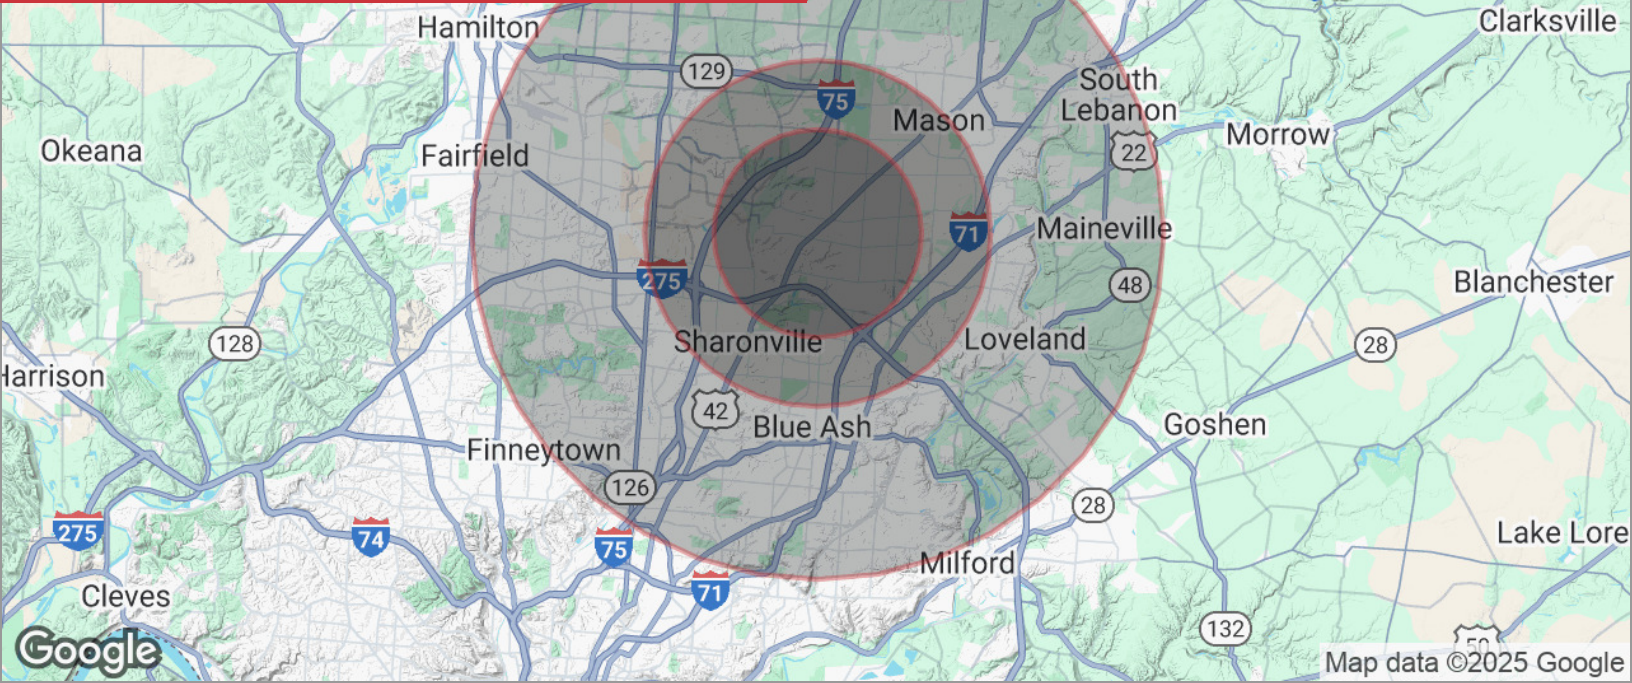 Hamilton
Clarksville
129
75
South
Lebanon
Mason
Morrow
Okeana
Fairfield
22
Maineville
71
275
48
Blanchester
128
Sharonville
Loveland
28
Harrison
42
Goshen
Blue Ash
Finneytown
126
28
275
74
75
Lake Lore
Milford
71
Cleves
132
50
Google
Map data ©2025 Google